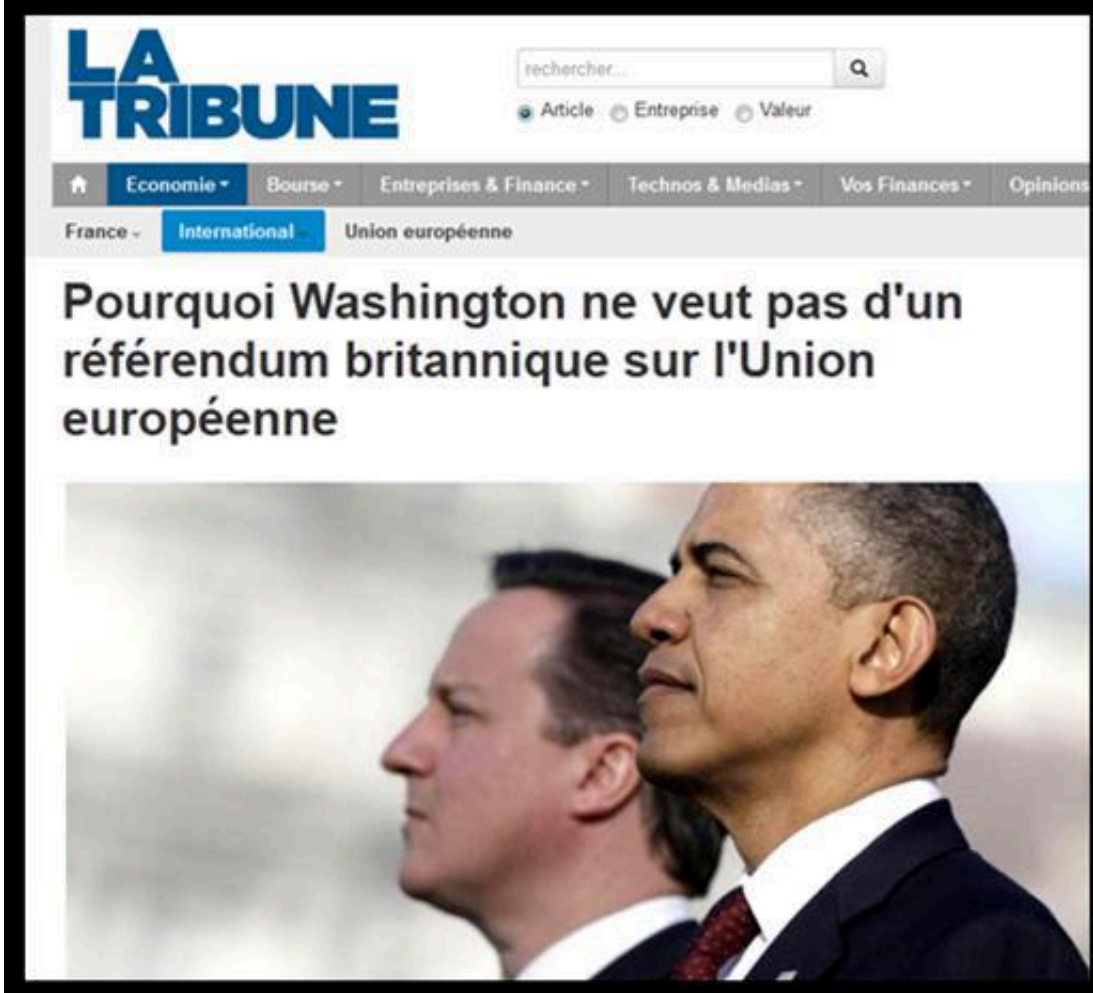 LA
TRIBUNE
rechercher...
Article Entreprise Valeur
Economie Bourse Entreprises & Finance Technos & Medias Vos Finances Opinions
France International Union européenne
Pourquoi Washington ne veut pas d'un
référendum britannique sur l'Union
européenne